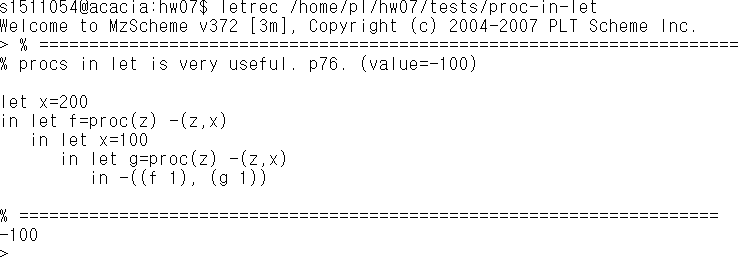 s1511054@acacia:hw07$ letrec /home/pl/hw07/tests/proc-in-let
Welcome to MzScheme v372 [3m], Copyright (c) 2004-2007 PLT Scheme Inc.
> % ======================================================================
% procs in let is very useful. p76. (value=-100)
let x=200
in let f=proc(z) -(z,x)
in let x=100
in let g=proc(z) -(z,x)
in -((f 1), (g 1))
% ======================================================================
-100
>